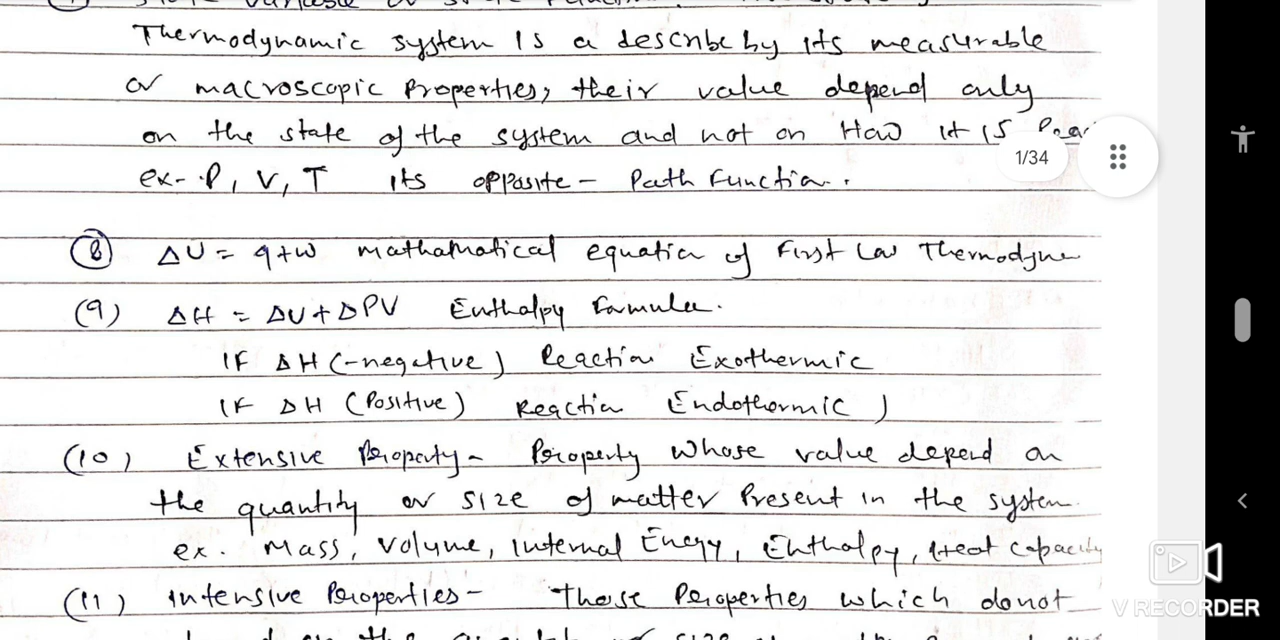 Thermodynamic system Is a describe by its measurable
or macroscopic Properties, their value depend only
on the state of the system and not on How it is
1/34
ex- P, V, T its opposite - Path Function.
(8) ΔU = q+w mathamatical equation of First Law Thermodyne
(9) ΔH = ΔU + ΔPV Enthalpy Formula.
IF ΔH (-negative) Reaction Exothermic
IF ΔH (Positive) Reaction Endothermic )
(10) Extensive Property - Property whose value depend on
the quantity or size of matter Present in the system.
ex. Mass, Volume, Internal Energy, Enthalpy, Heat capacity
(11) intensive Properties - Those Properties which donot
V RECORDER